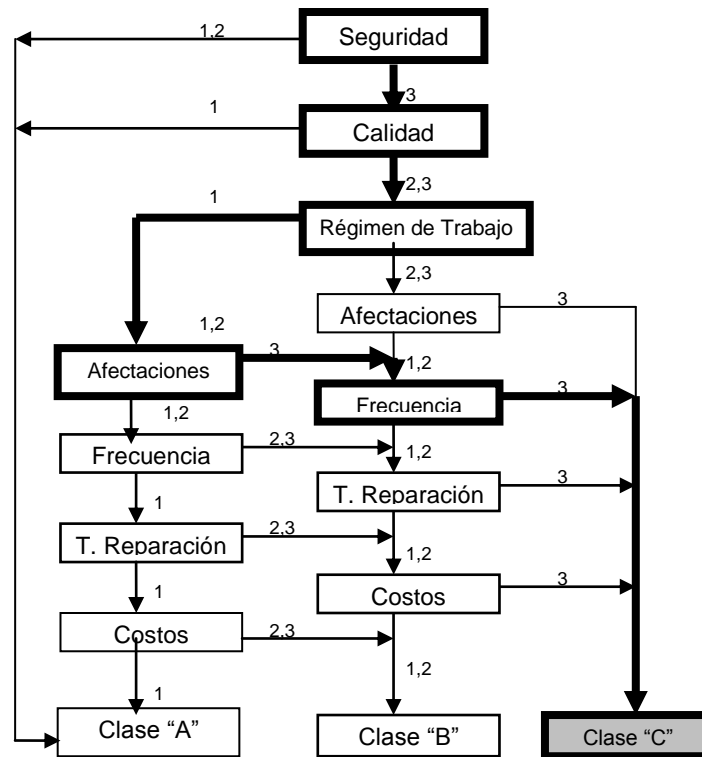 1,2
Seguridad
3
1
Calidad
2,3
1
Régimen de Trabajo
2,3
3
Afectaciones
1,2
3
1,2
Afectaciones
3
Frecuencia
1,2
Frecuencia
2,3
1,2
3
T. Reparación
1
T. Reparación
2,3
1,2
3
Costos
1
Costos
2,3
1,2
1
Clase “A”
Clase “B”
Clase “C”